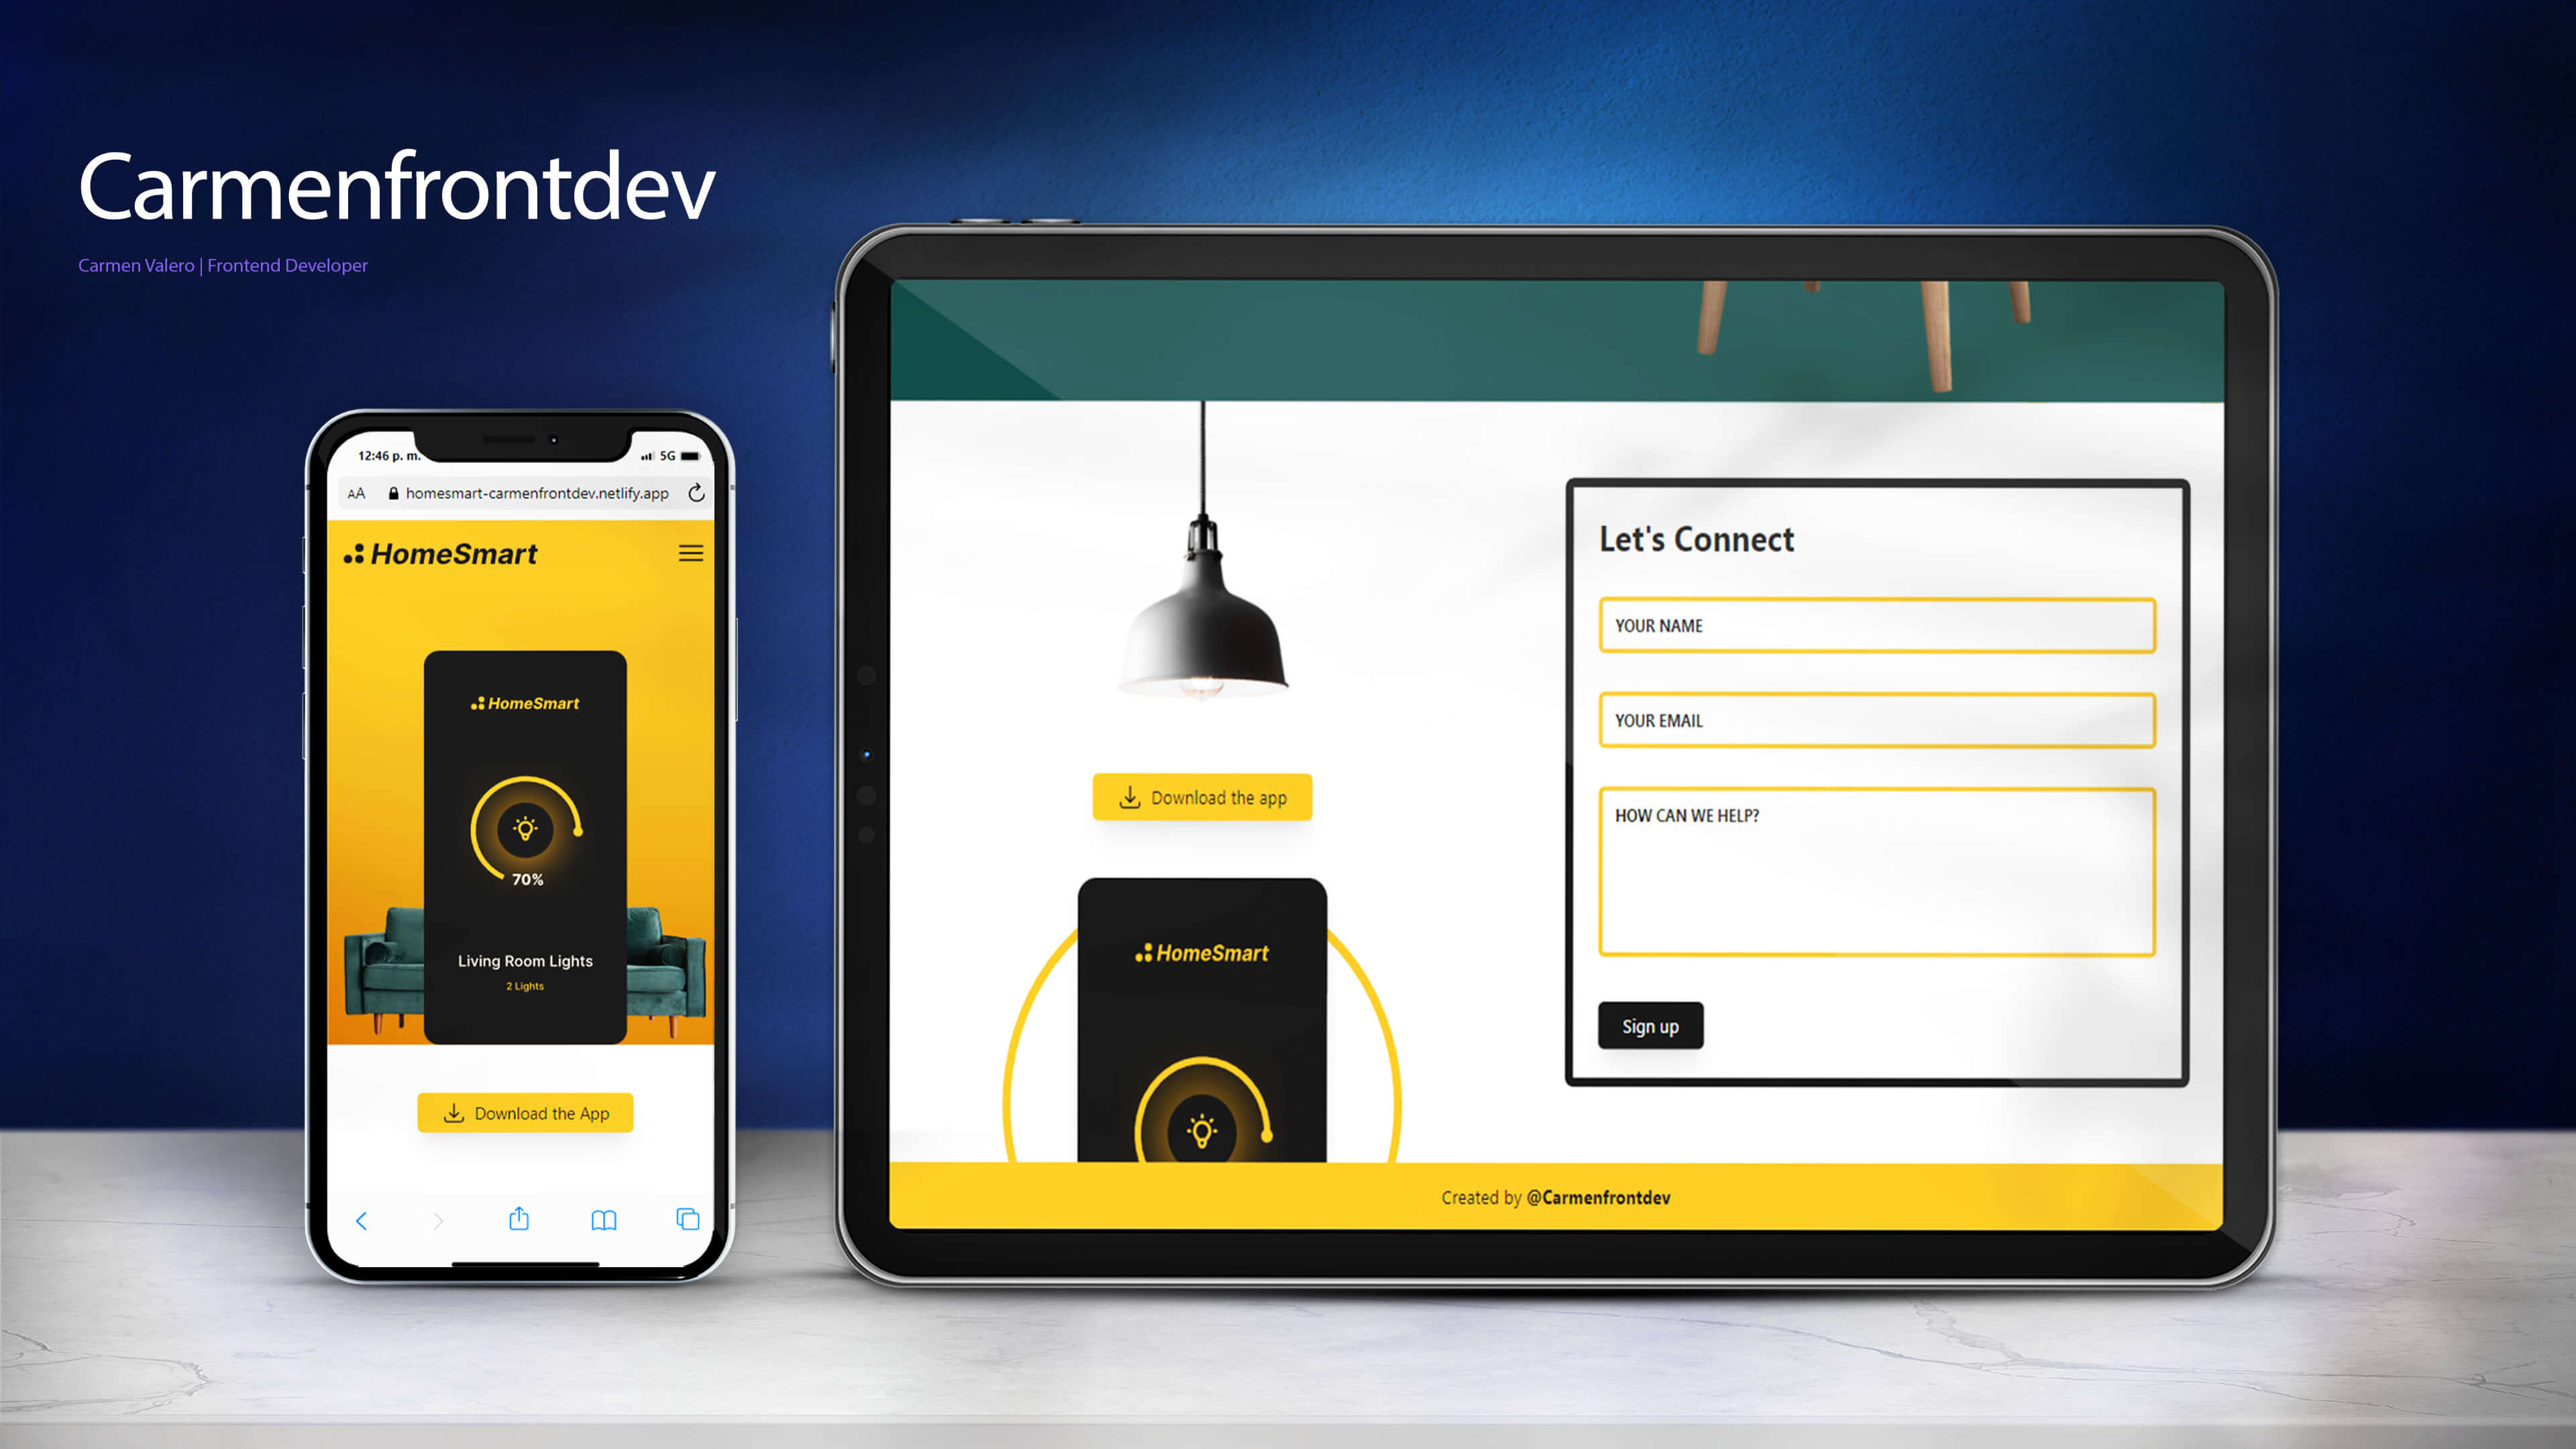 Carmenfrontdev
Carmen Valero | Frontend Developer
12:46 p. m.
5G
AA
homesmart-carmenfrontdev.netlify.app
HomeSmart
HomeSmart
70%
Living Room Lights
2 Lights
Download the App
Download the app
HomeSmart
Let's Connect
YOUR NAME
YOUR EMAIL
HOW CAN WE HELP?
Sign up
Created by @Carmenfrontdev